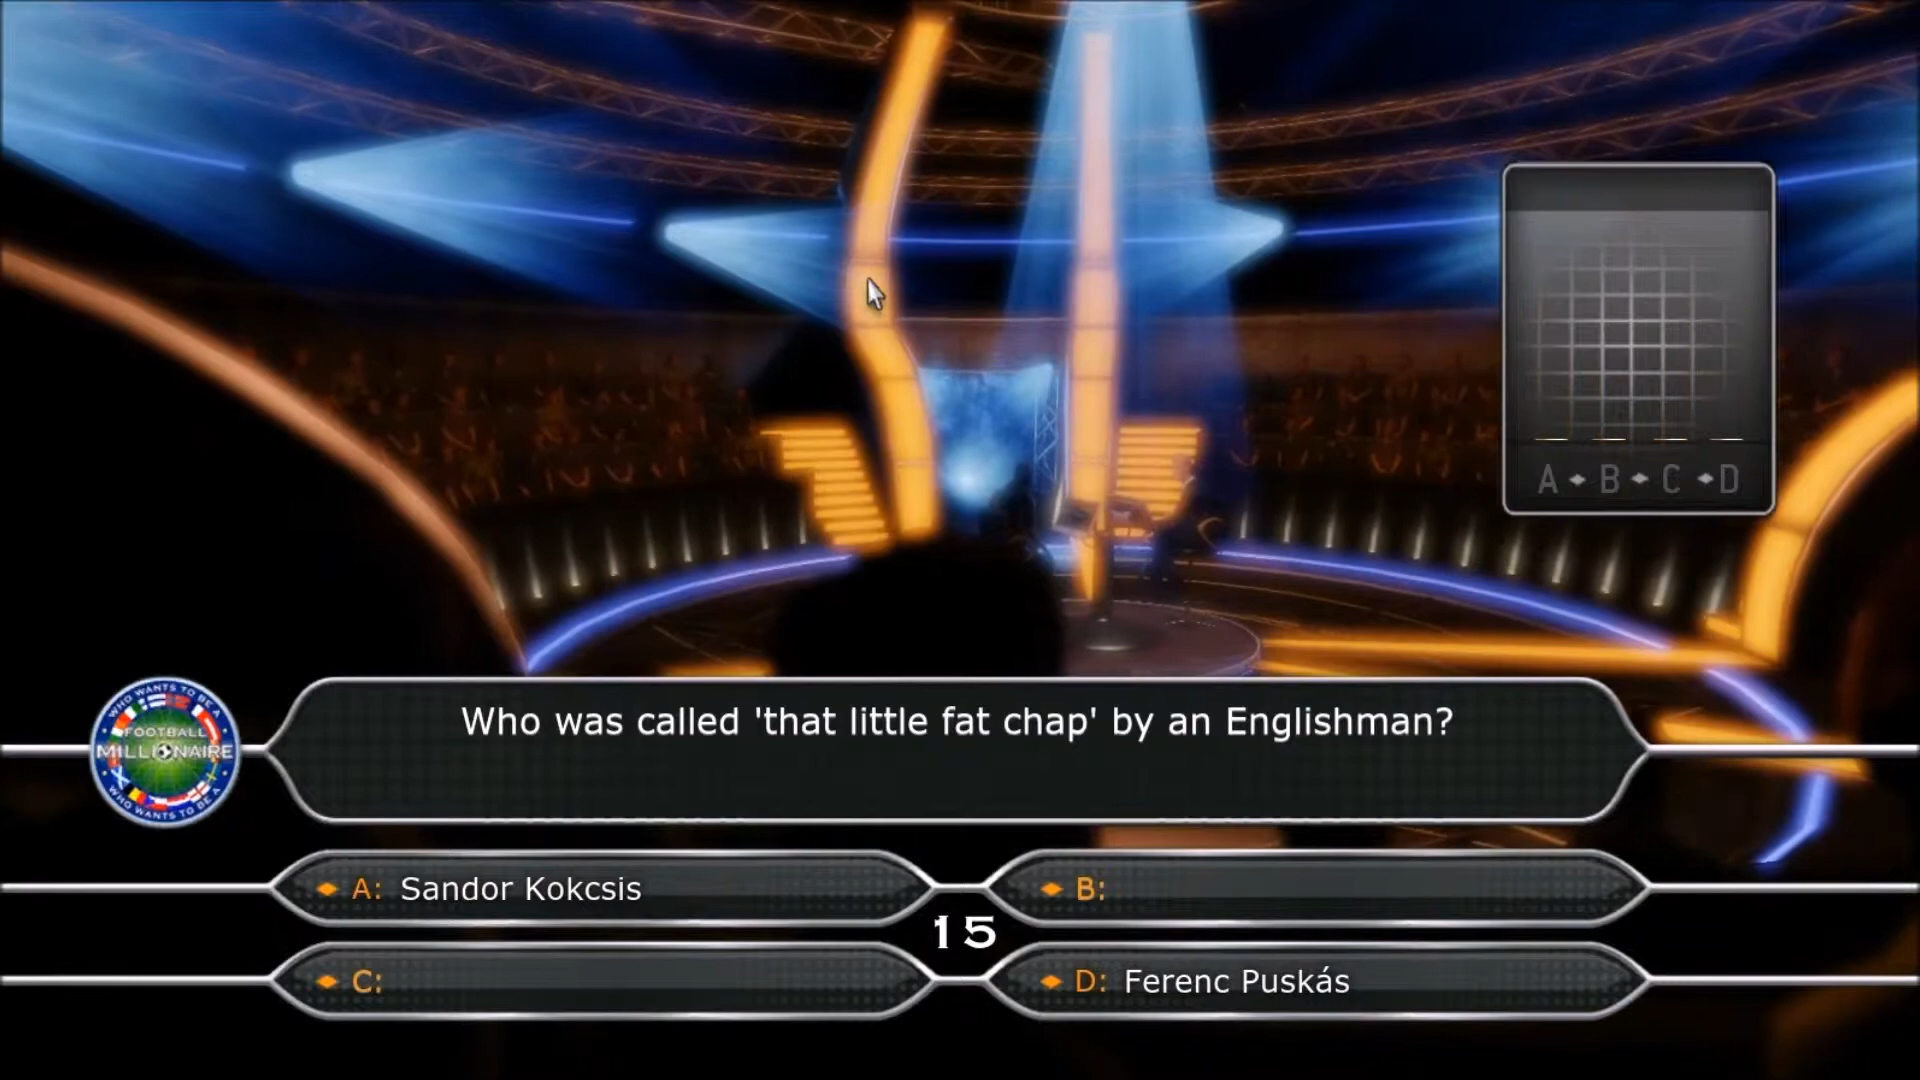 Who was called 'that little fat chap' by an Englishman?
A: Sandor Kokcsis
B:
15
C:
D: Ferenc Puskás
A B C D
WHO WANTS TO BE A
FOOTBALL
MILLIONAIRE
WHO WANTS TO BE A